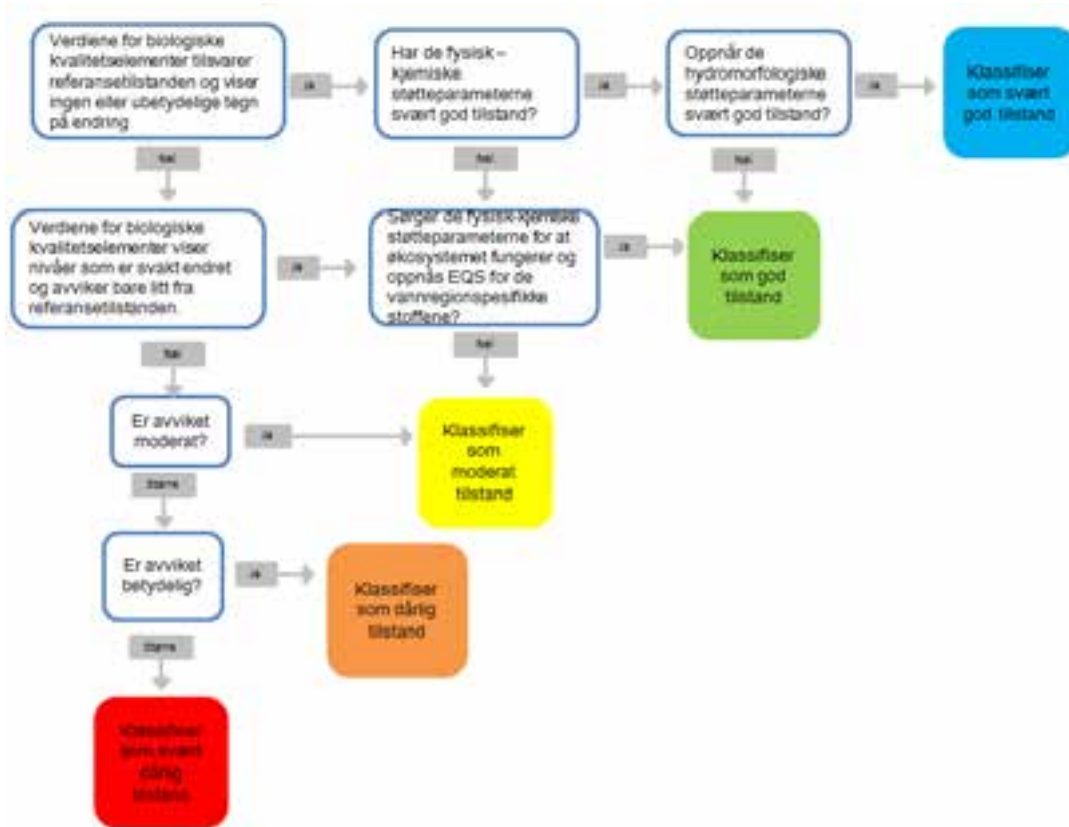 Verdiene for biologiske
kvalitetselementer tilsvarer
referansetilstanden og viser
ingen eller ubetydelige tegn
på endring
Ja
Har de fysisk –
kjemiske
støtteparameterne
svært god tilstand?
Ja
Oppnår de
hydromorfologiske
støtteparameterne
svært god tilstand?
Ja
Klassifiser
som svært
god tilstand
Nei
Nei
Nei
Verdiene for biologiske
kvalitetselementer viser
nivåer som er svakt endret
og avviker bare litt fra
referansetilstanden.
Ja
Sørger de fysisk-kjemiske
støtteparameterne for at
økosystemet fungerer og
oppnås EQS for de
vannregionspesifikke
stoffene?
Ja
Klassifiser
som god
tilstand
Nei
Nei
Er avviket
moderat?
Ja
Klassifiser
som
moderat
tilstand
Større
Er avviket
betydelig?
Ja
Klassifiser
som dårlig
tilstand
Større
Klassifiser
som svært
dårlig
tilstand